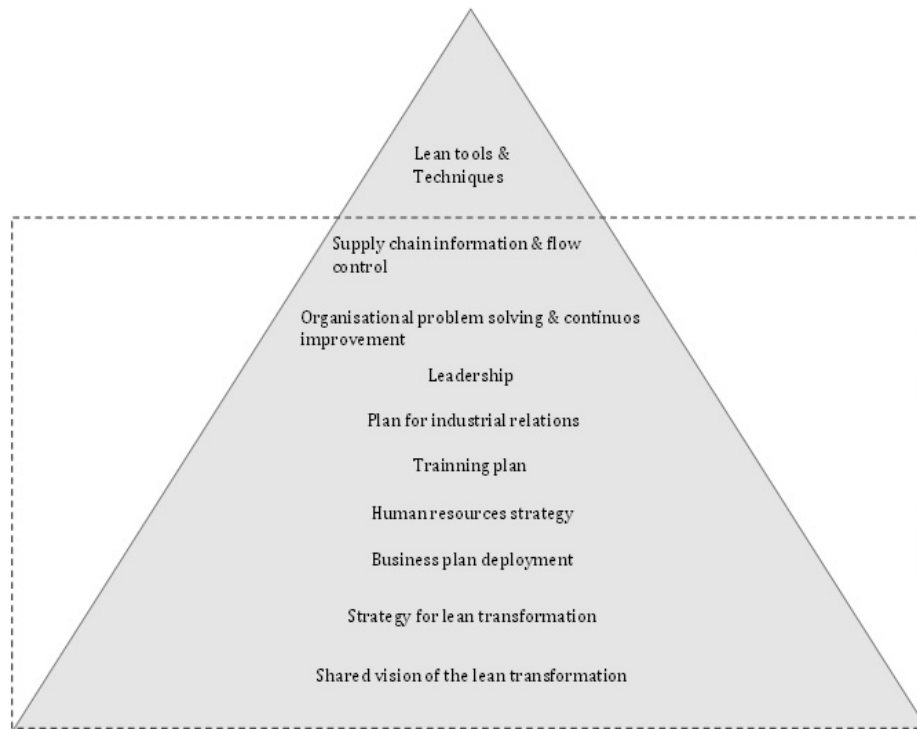 Lean tools &
Techniques
Supply chain information & flow
control
Organisational problem solving & contínuos
improvement
Leadership
Plan for industrial relations
Trainning plan
Human resources strategy
Business plan deployment
Strategy for lean transformation
Shared vision of the lean transformation